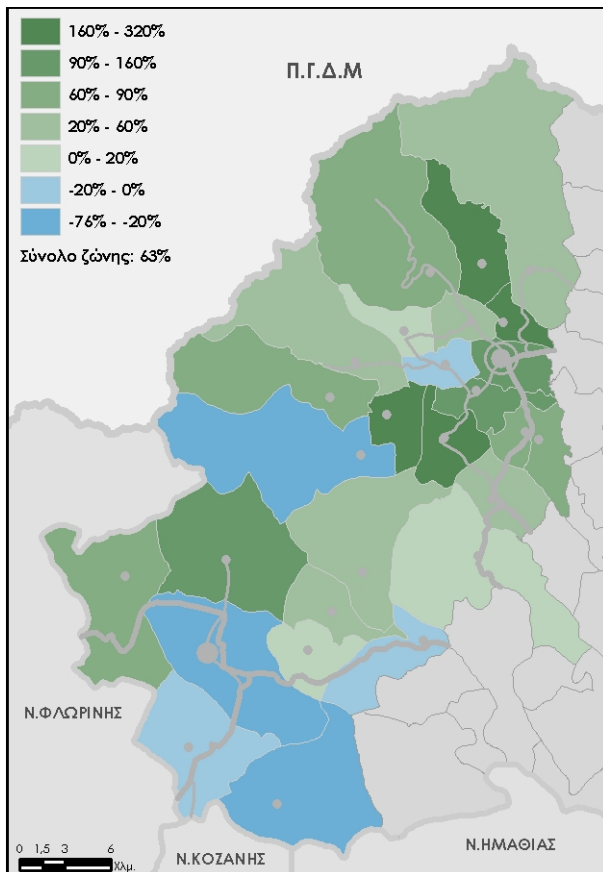 160% - 320%
90% - 160%
60% - 90%
20% - 60%
0% - 20%
-20% - 0%
-76% - -20%
Σύνολο ζώνης: 63%
Π.Γ.Δ.Μ
Ν.ΦΛΩΡΙΝΗΣ
Ν.ΚΟΖΑΝΗΣ
Ν.ΗΜΑΘΙΑΣ
0 1,5 3 6
Χλμ.